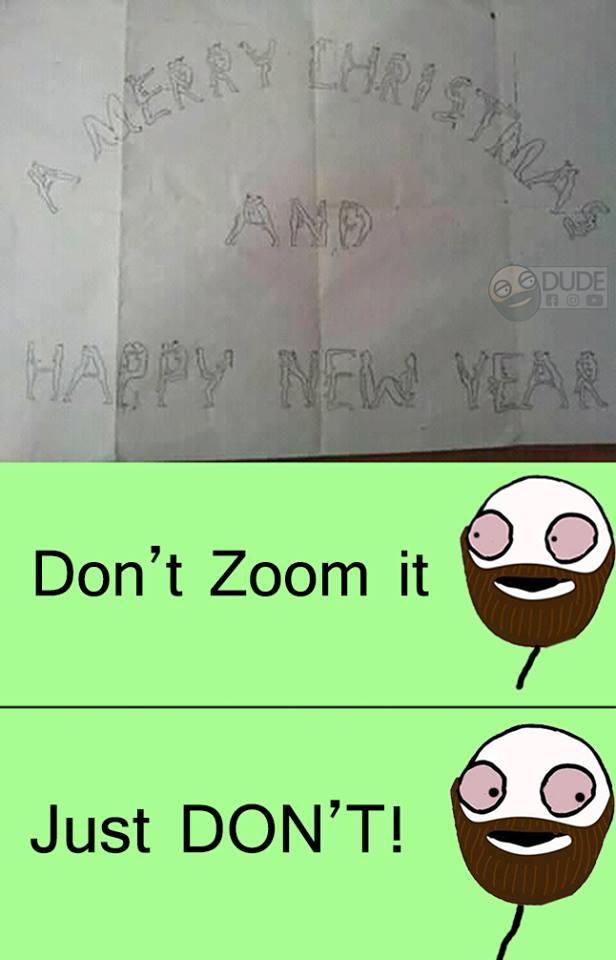 A MERRY CHRISTMAS
AND
HAPPY NEW YEAR
DUDE
Don't Zoom it
Just DON'T!